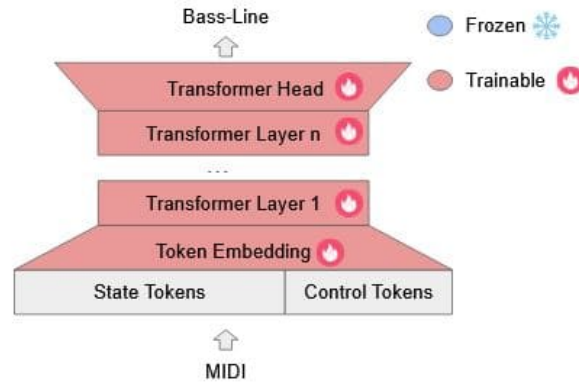 Bass-Line
Frozen
Trainable
Transformer Head
Transformer Layer n
...
Transformer Layer 1
Token Embedding
State Tokens
Control Tokens
MIDI